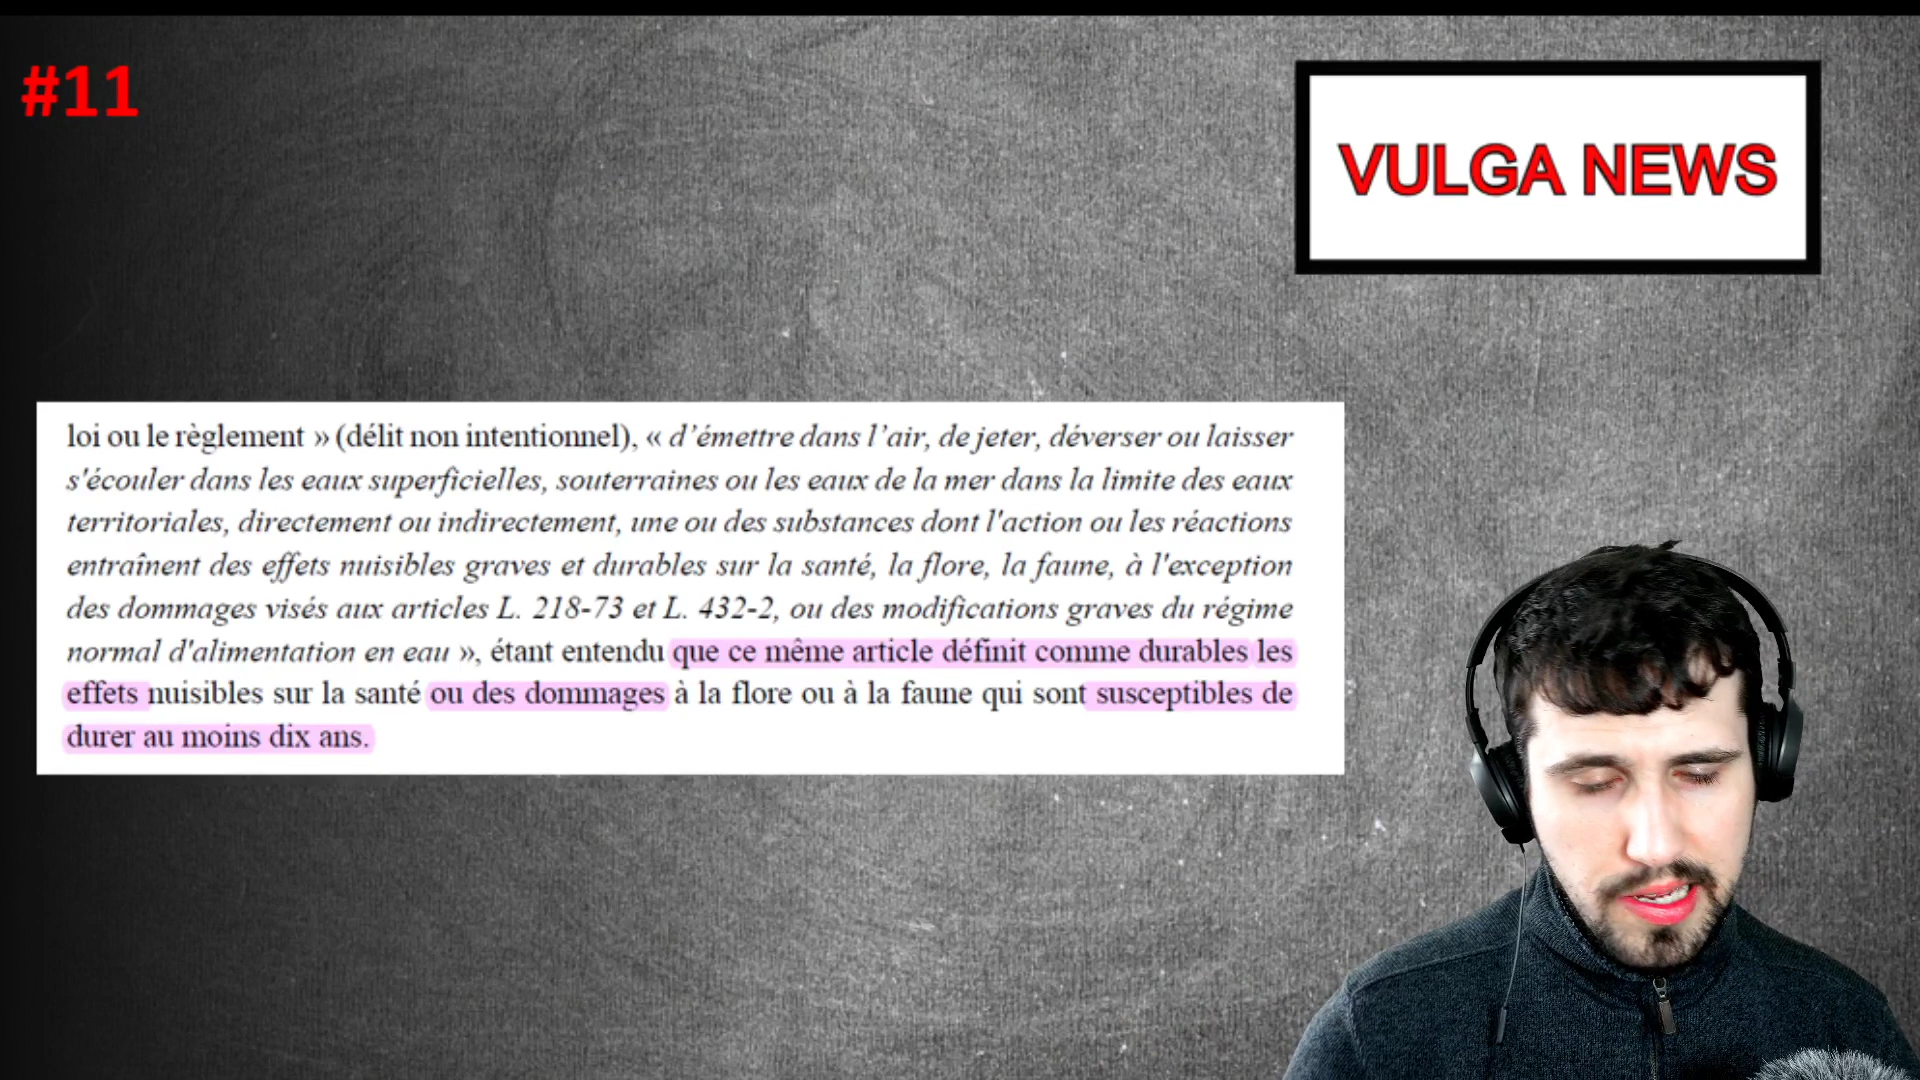 #11
VULGA NEWS
loi ou le règlement » (délit non intentionnel), « d’émettre dans l’air, de jeter, déverser ou laisser
s'écouler dans les eaux superficielles, souterraines ou les eaux de la mer dans la limite des eaux
territoriales, directement ou indirectement, une ou des substances dont l'action ou les réactions
entraînent des effets nuisibles graves et durables sur la santé, la flore, la faune, à l'exception
des dommages visés aux articles L. 218-73 et L. 432-2, ou des modifications graves du régime
normal d'alimentation en eau », étant entendu que ce même article définit comme durables les
effets nuisibles sur la santé ou des dommages à la flore ou à la faune qui sont susceptibles de
durer au moins dix ans.